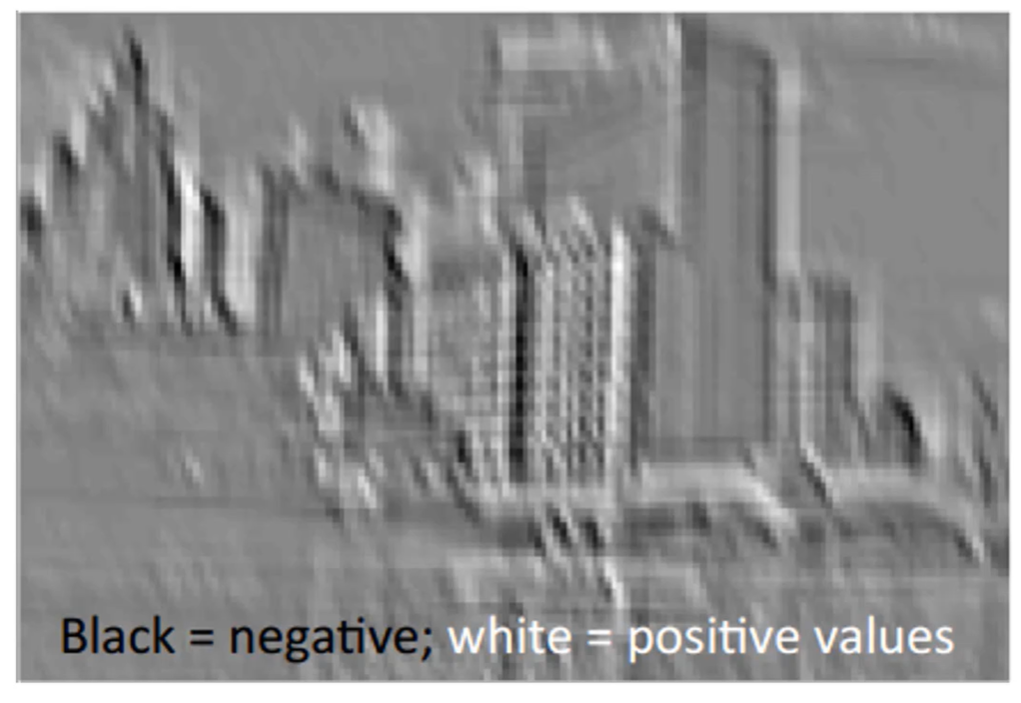 Black = negative; white = positive values